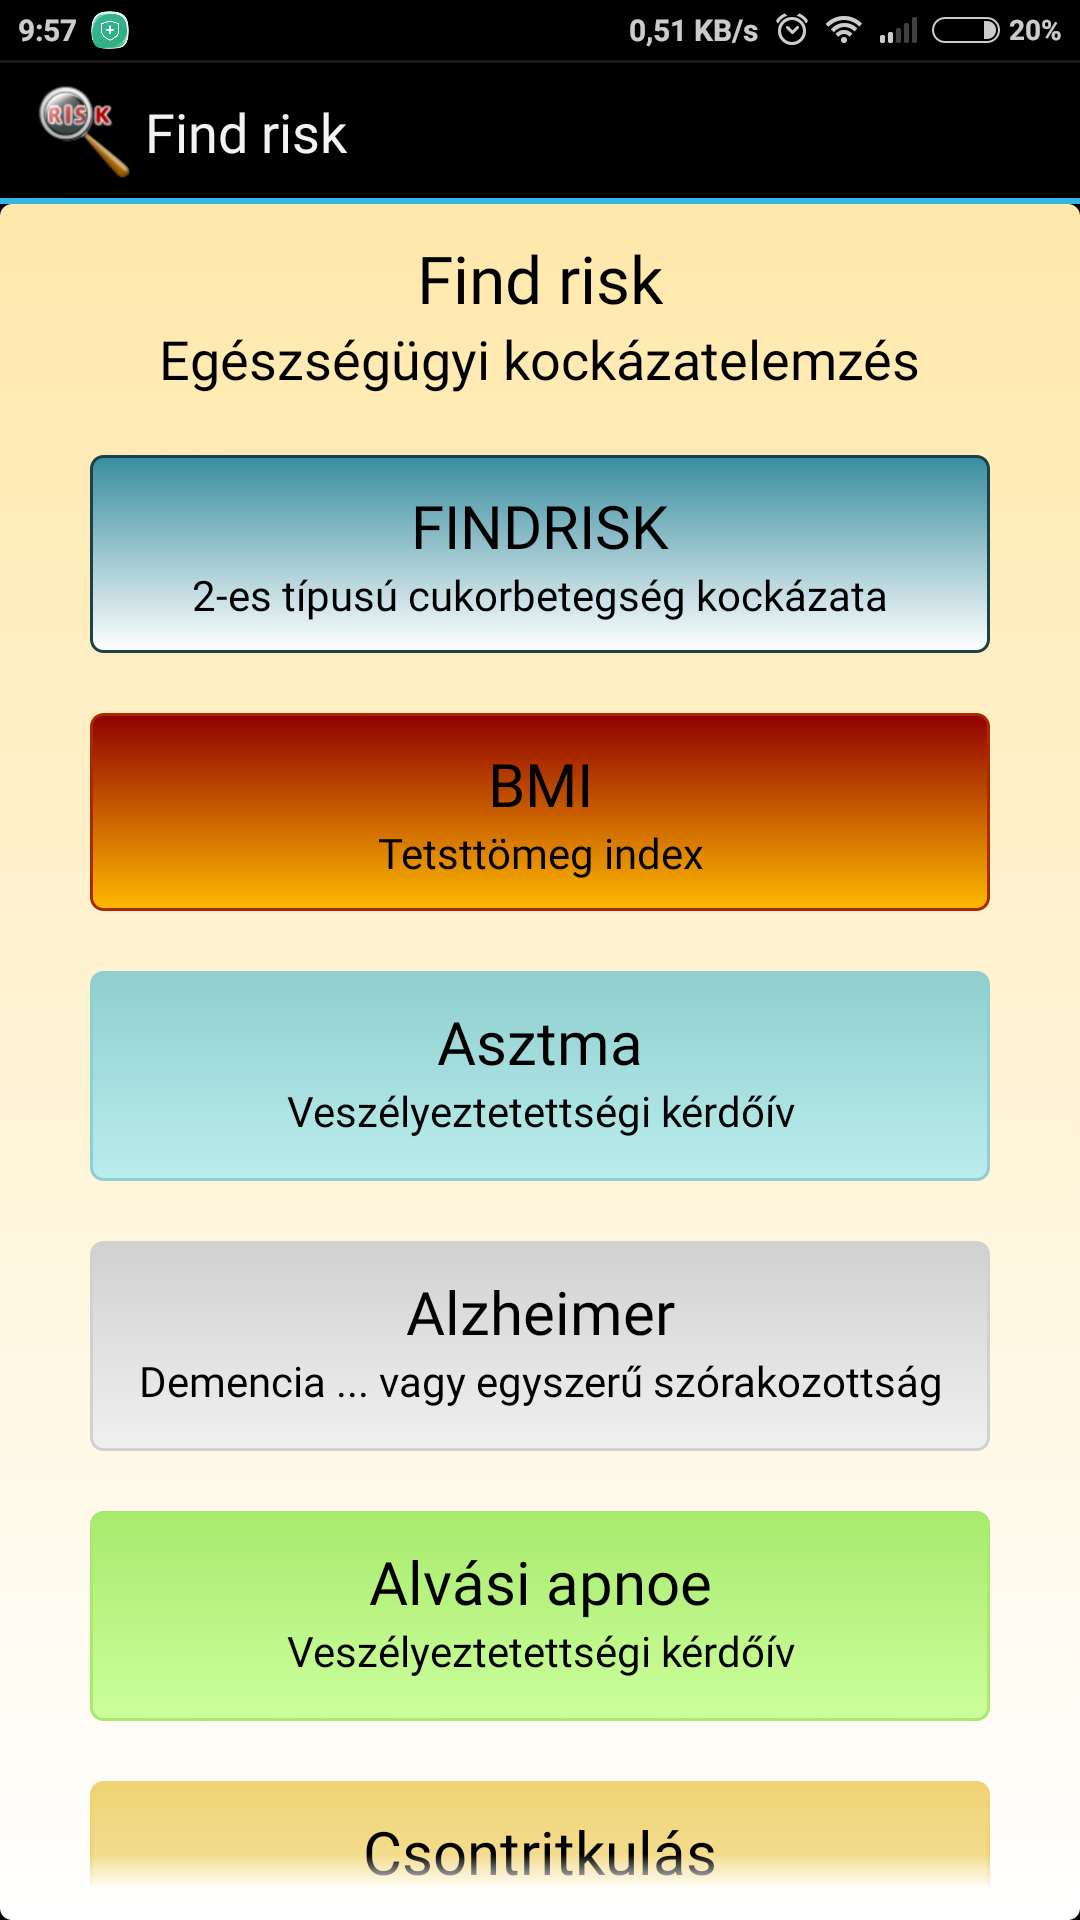 9:57
0,51 KB/s
20%
RISK
Find risk
Find risk
Egészségügyi kockázatelemzés
FINDRISK
2-es típusú cukorbetegség kockázata
BMI
Tetsttömeg index
Asztma
Veszélyeztetettségi kérdőív
Alzheimer
Demencia ... vagy egyszerű szórakozottság
Alvási apnoe
Veszélyeztetettségi kérdőív
Csontritkulás